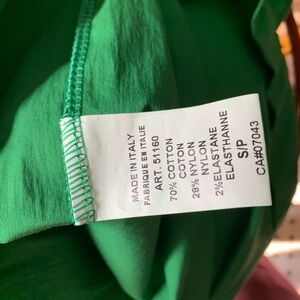 MADE IN ITALY
FABRIQUE EN ITALIE
ART. 51160
70% COTTON
COTON
28% NYLON
NYLON
2%ELASTANE
ELASTHANNE
S/P
CA#07043